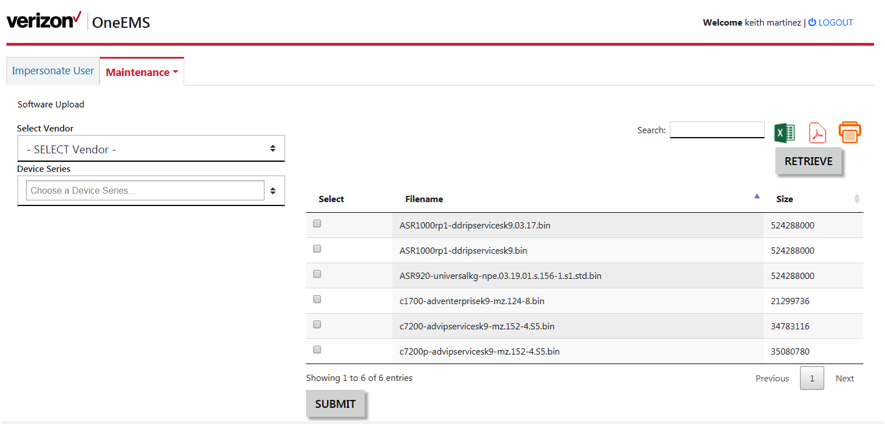 verizon✓ | OneEMS
Welcome keith martinez | LOGOUT
Impersonate User
Maintenance
Software Upload
Select Vendor
- SELECT Vendor -
Device Series
Choose a Device Series...
Search:
RETRIEVE
Select Filename Size
ASR1000rp1-ddripservicesk9.03.17.bin 524288000
ASR1000rp1-ddripservicesk9.bin 524288000
ASR920-universalkg-npe.03.19.01.s.156-1.s1.std.bin 524288000
c1700-adventerprisek9-mz.124-8.bin 21299736
c7200-advipservicesk9-mz.152-4.S5.bin 34783116
c7200p-advipservicesk9-mz.152-4.S5.bin 35080780
Showing 1 to 6 of 6 entries
Previous 1 Next
SUBMIT